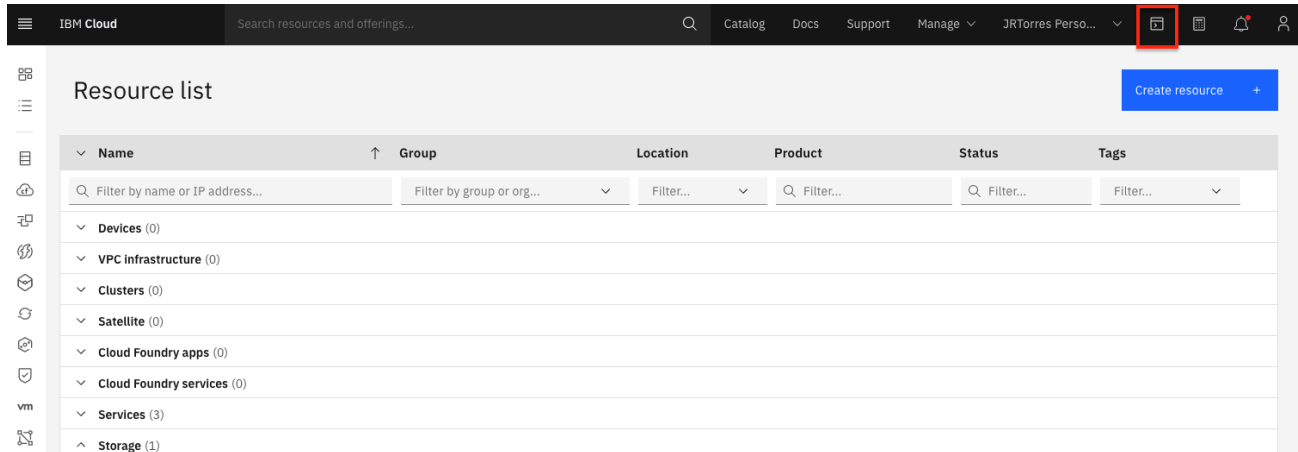 IBM Cloud Search resources and offerings... Catalog Docs Support Manage JRTorres Perso...
Resource list
Create resource +
Name Group Location Product Status Tags
Filter by name or IP address... Filter by group or org... Filter... Filter... Filter... Filter...
Devices (0)
VPC infrastructure (0)
Clusters (0)
Satellite (0)
Cloud Foundry apps (0)
Cloud Foundry services (0)
vm
Services (3)
Storage (1)